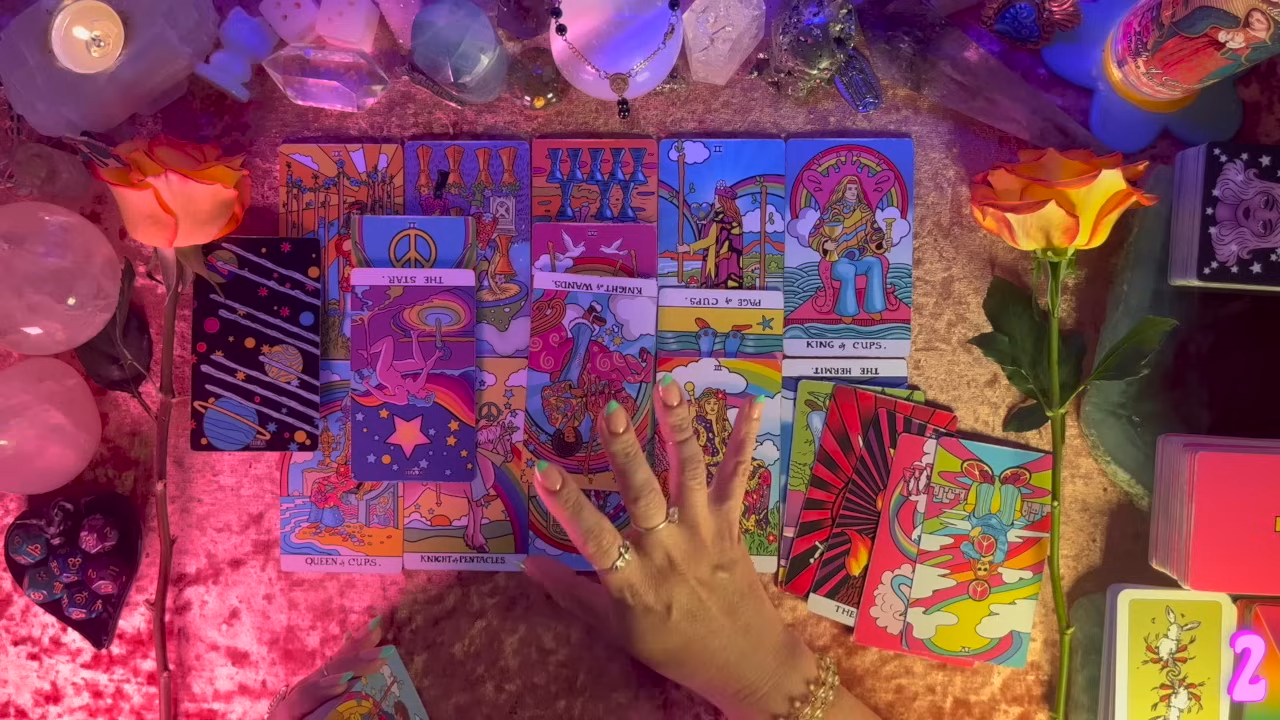 THE STAR.
KNIGHT of WANDS.
PAGE of CUPS.
KING of CUPS.
THE HERMIT.
QUEEN of CUPS.
KNIGHT of PENTACLES.
THE
2